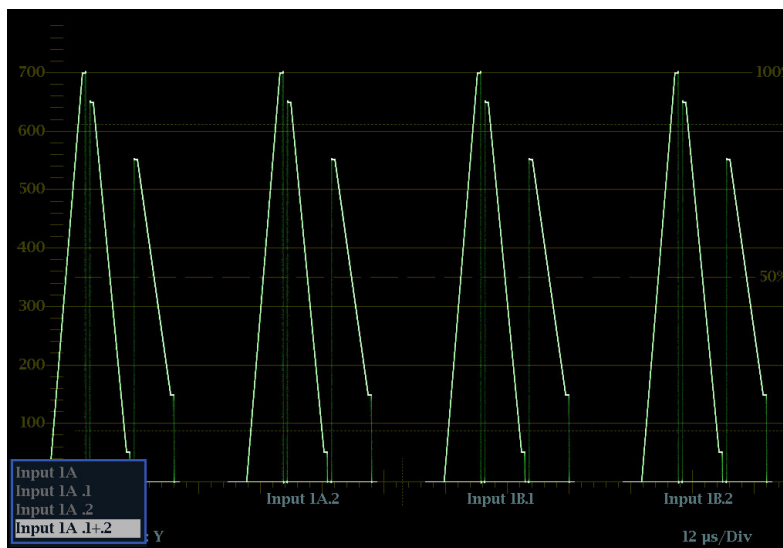 700
100%
600
500
400
300
50%
200
100
Input 1A
Input 1A .1
Input 1A .2
Input 1A .1+.2
Input 1A.2
Input 1B.1
Input 1B.2
: Y
12 µs/Div